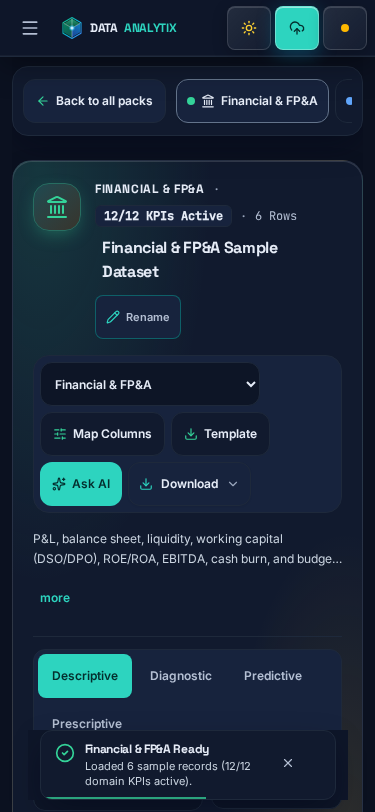 DATA ANALYTIX
Back to all packs
Financial & FP&A
FINANCIAL & FP&A ·
12/12 KPIs Active · 6 Rows
Financial & FP&A Sample
Dataset
Rename
Financial & FP&A
Map Columns
Template
Ask AI
Download
P&L, balance sheet, liquidity, working capital
(DSO/DPO), ROE/ROA, EBITDA, cash burn, and budge...
more
Descriptive
Diagnostic
Predictive
Prescriptive
Financial & FP&A Ready
Loaded 6 sample records (12/12
domain KPIs active).